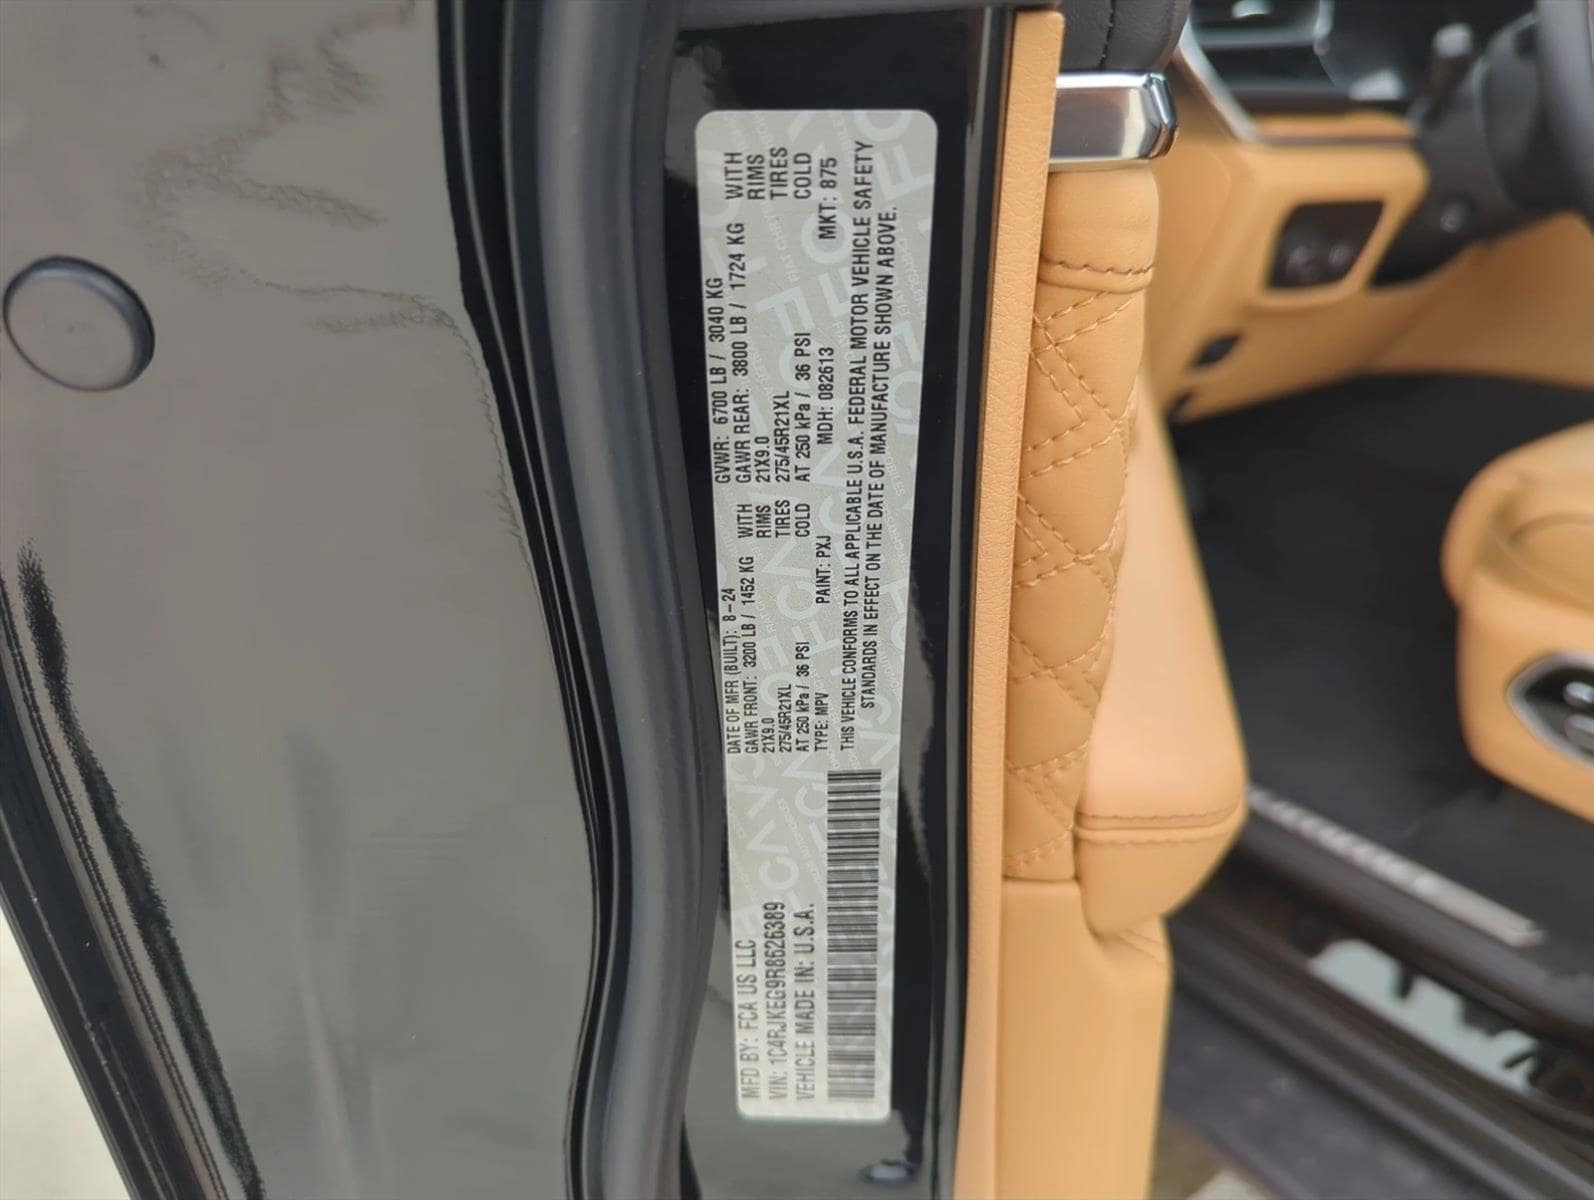 MFD BY: FCA US LLC
VIN: 1C4RJKEG9R8626389
VEHICLE MADE IN: U.S.A.
DATE OF MFR (BUILT): 8-24 GVWR: 6700 LB / 3040 KG
GAWR FRONT: 3200 LB / 1452 KG WITH GAWR REAR: 3800 LB / 1724 KG WITH
21X9.0 RIMS 21X9.0 RIMS
275/45R21XL TIRES 275/45R21XL TIRES
AT 250 kPa / 36 PSI COLD AT 250 kPa / 36 PSI COLD
TYPE: MPV PAINT: PXJ MDH: 082613 MKT: 875
THIS VEHICLE CONFORMS TO ALL APPLICABLE U.S.A. FEDERAL MOTOR VEHICLE SAFETY
STANDARDS IN EFFECT ON THE DATE OF MANUFACTURE SHOWN ABOVE.